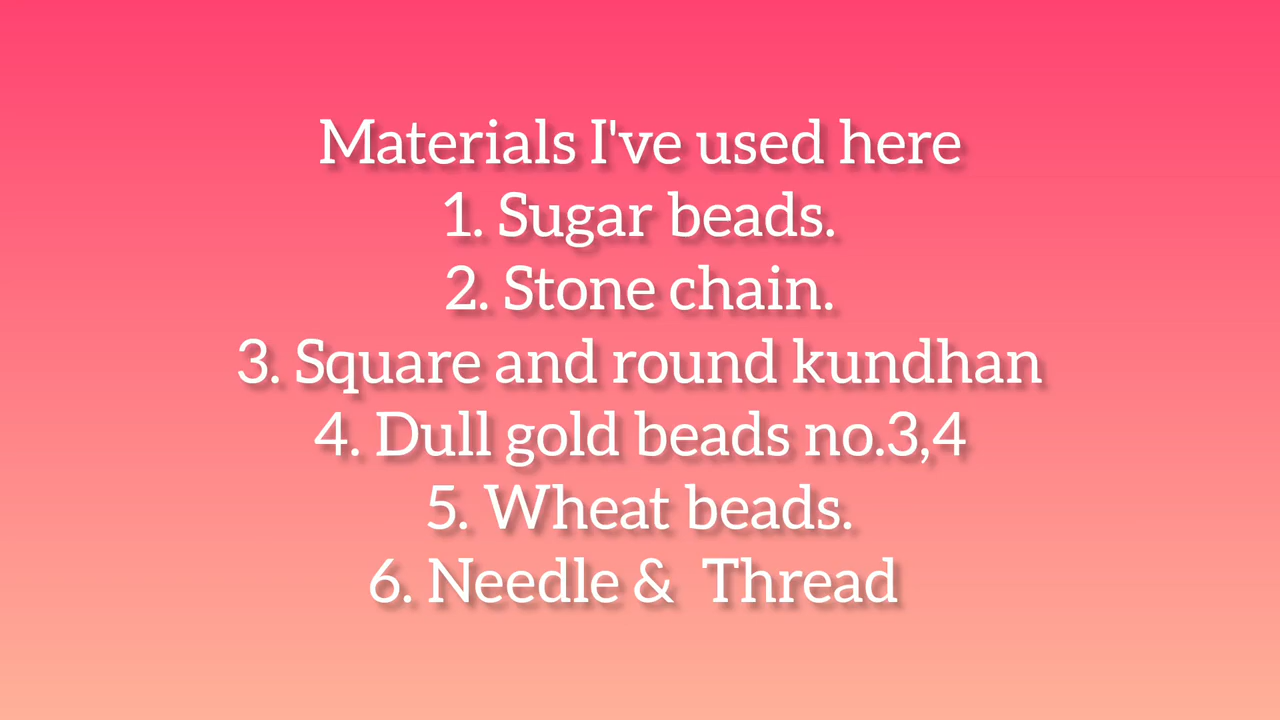 Materials I've used here
1. Sugar beads.
2. Stone chain.
3. Square and round kundhan
4. Dull gold beads no.3,4
5. Wheat beads.
6. Needle &  Thread